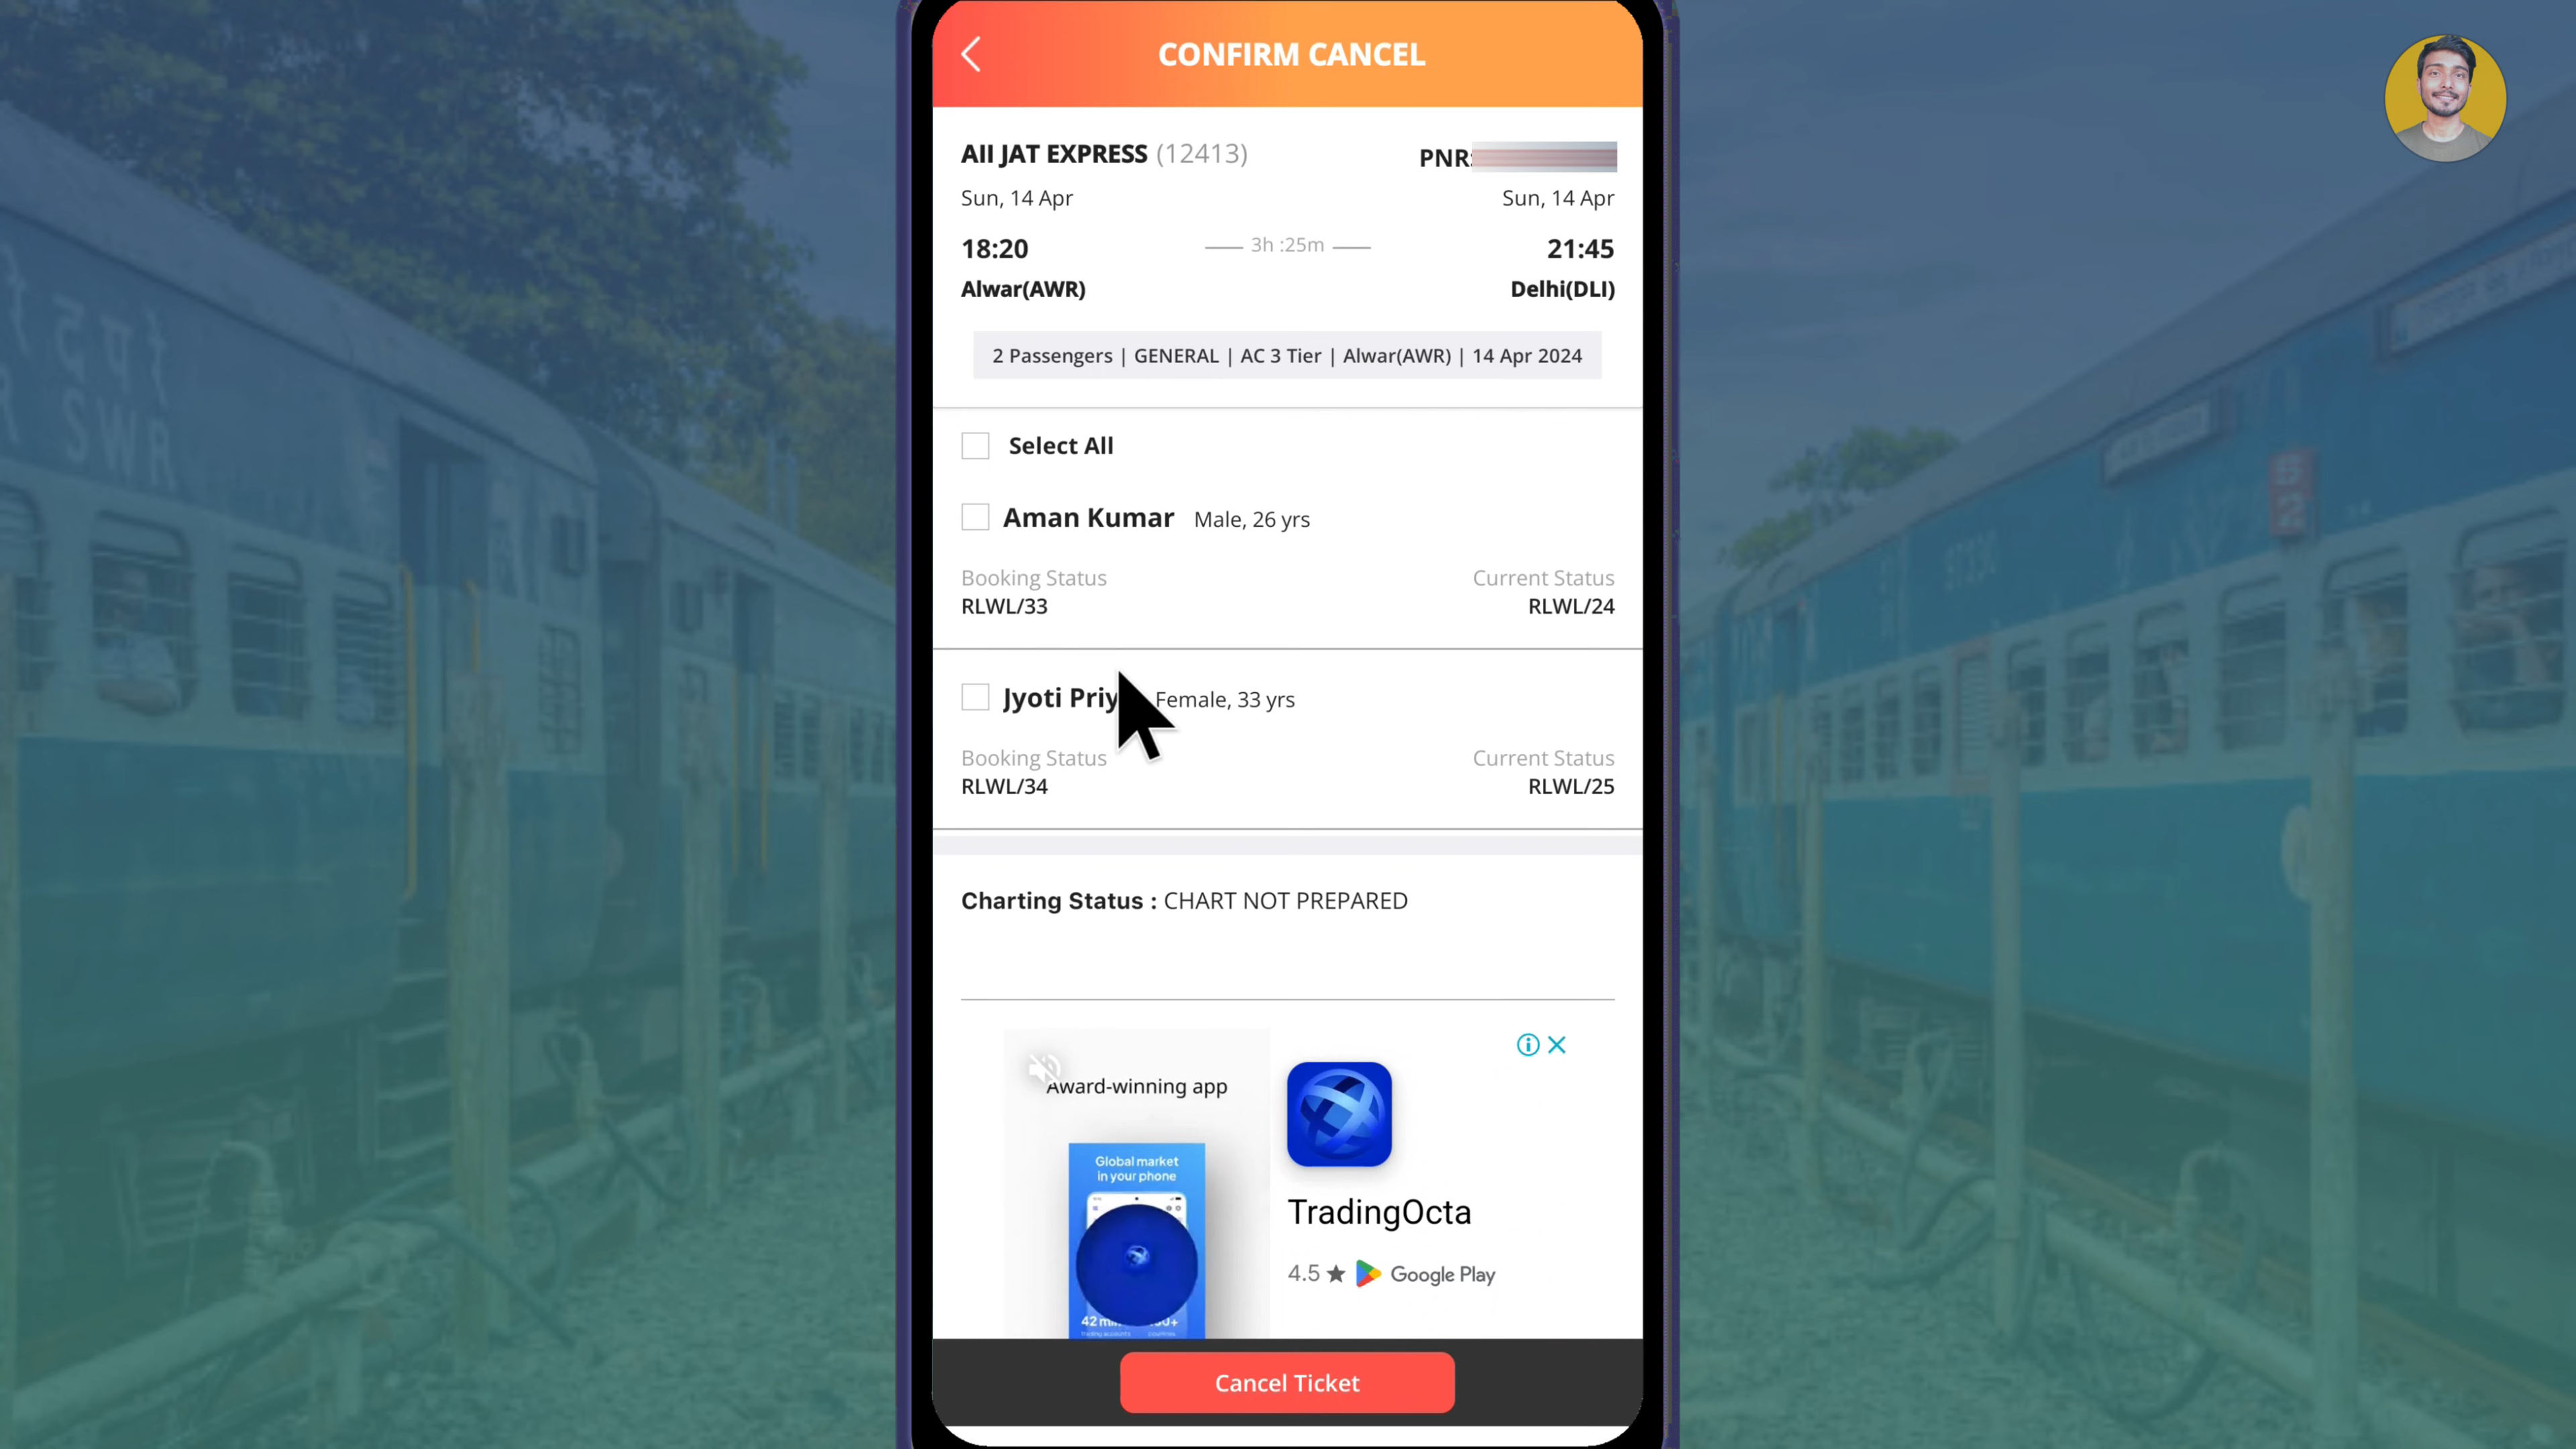 CONFIRM CANCEL
AII JAT EXPRESS (12413)
PNR:
Sun, 14 Apr
Sun, 14 Apr
18:20
3h :25m
21:45
Alwar(AWR)
Delhi(DLI)
2 Passengers | GENERAL | AC 3 Tier | Alwar(AWR) | 14 Apr 2024
Select All
Aman Kumar Male, 26 yrs
Booking Status
Current Status
RLWL/33
RLWL/24
Jyoti Female, 33 yrs
Booking Status
Current Status
RLWL/34
RLWL/25
Charting Status : CHART NOT PREPARED
Award-winning app
Global market
in your phone
TradingOcta
4.5 ★ Google Play
Cancel Ticket
SWR